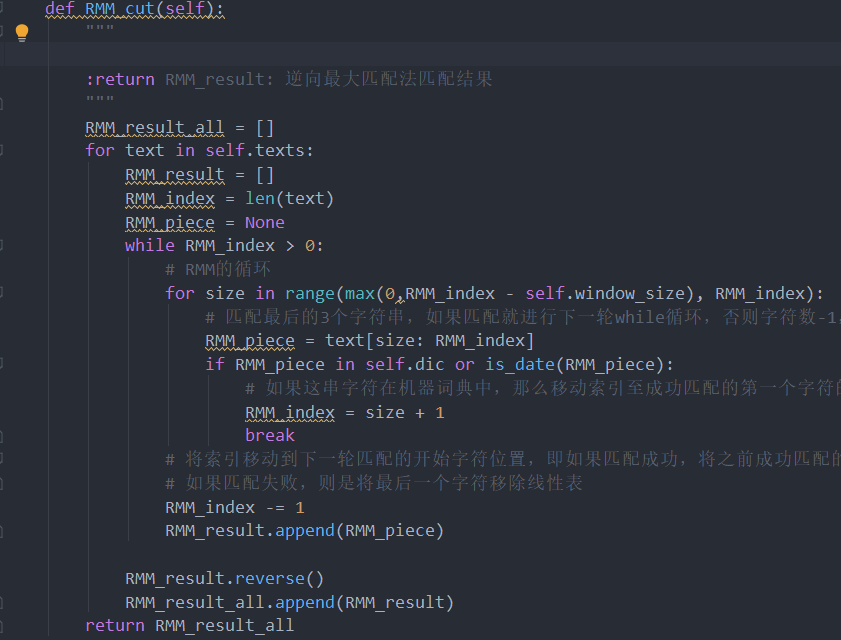 def RMM_cut(self):
"""
:return RMM_result: 逆向最大匹配法匹配结果
"""
RMM_result_all = []
for text in self.texts:
RMM_result = []
RMM_index = len(text)
RMM_piece = None
while RMM_index > 0:
# RMM的循环
for size in range(max(0,RMM_index - self.window_size), RMM_index):
# 匹配最后的3个字符串，如果匹配就进行下一轮while循环，否则字符数-1，
RMM_piece = text[size: RMM_index]
if RMM_piece in self.dic or is_date(RMM_piece):
# 如果这串字符在机器词典中，那么移动索引至成功匹配的第一个字符的
RMM_index = size + 1
break
# 将索引移动到下一轮匹配的开始字符位置，即如果匹配成功，将之前成功匹配的
# 如果匹配失败，则是将最后一个字符移除线性表
RMM_index -= 1
RMM_result.append(RMM_piece)
RMM_result.reverse()
RMM_result_all.append(RMM_result)
return RMM_result_all